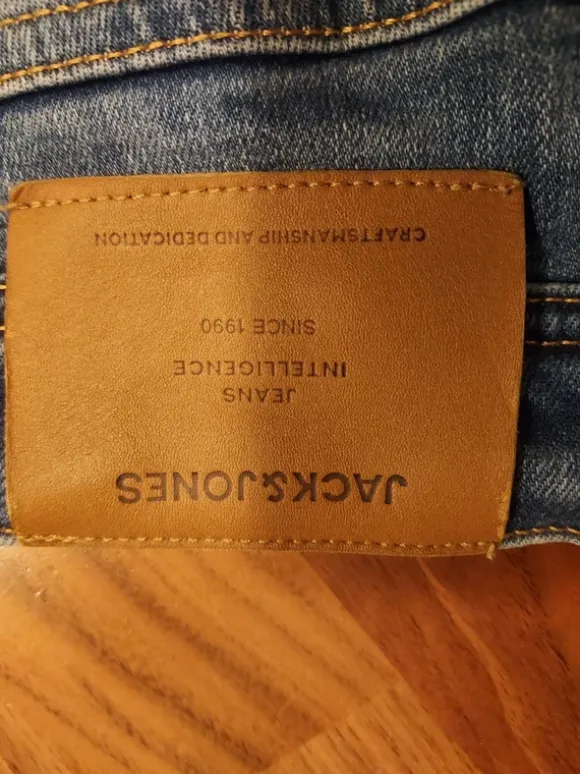 JACK&JONES
JEANS
INTELLIGENCE
SINCE 1990
CRAFTSMANSHIP AND DEDICATION